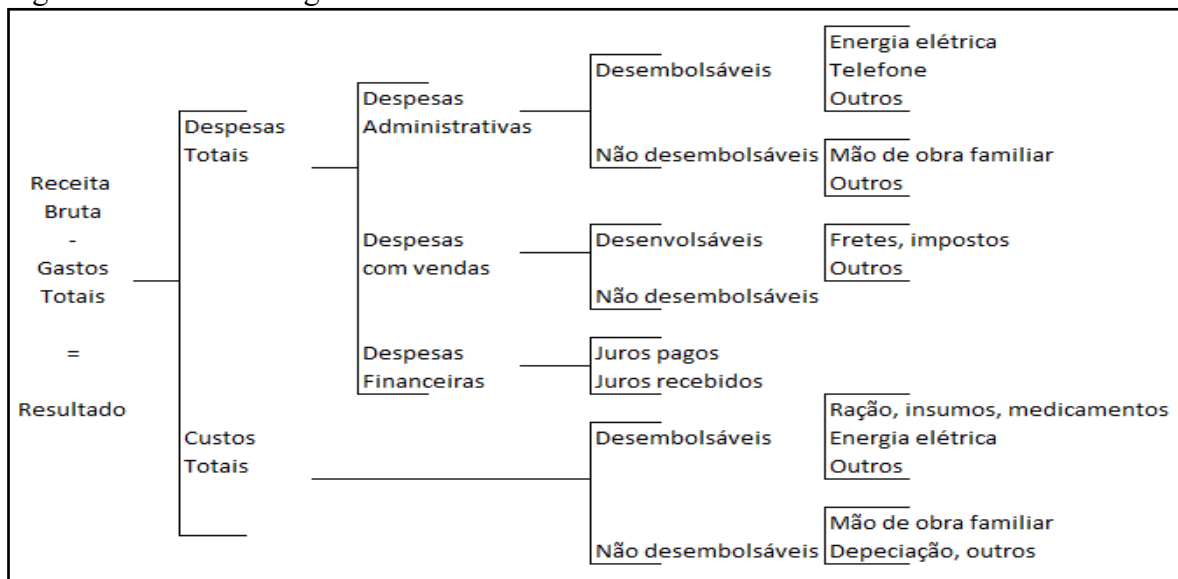 Receita
Bruta
-
Gastos
Totais
=
Resultado
Despesas
Totais
Despesas
Administrativas
Desembolsáveis
Energia elétrica
Telefone
Outros
Não desembolsáveis
Mão de obra familiar
Outros
Despesas
com vendas
Desenvolsáveis
Fretes, impostos
Outros
Não desembolsáveis
Despesas
Financeiras
Juros pagos
Juros recebidos
Custos
Totais
Desembolsáveis
Ração, insumos, medicamentos
Energia elétrica
Outros
Não desembolsáveis
Mão de obra familiar
Depeciação, outros